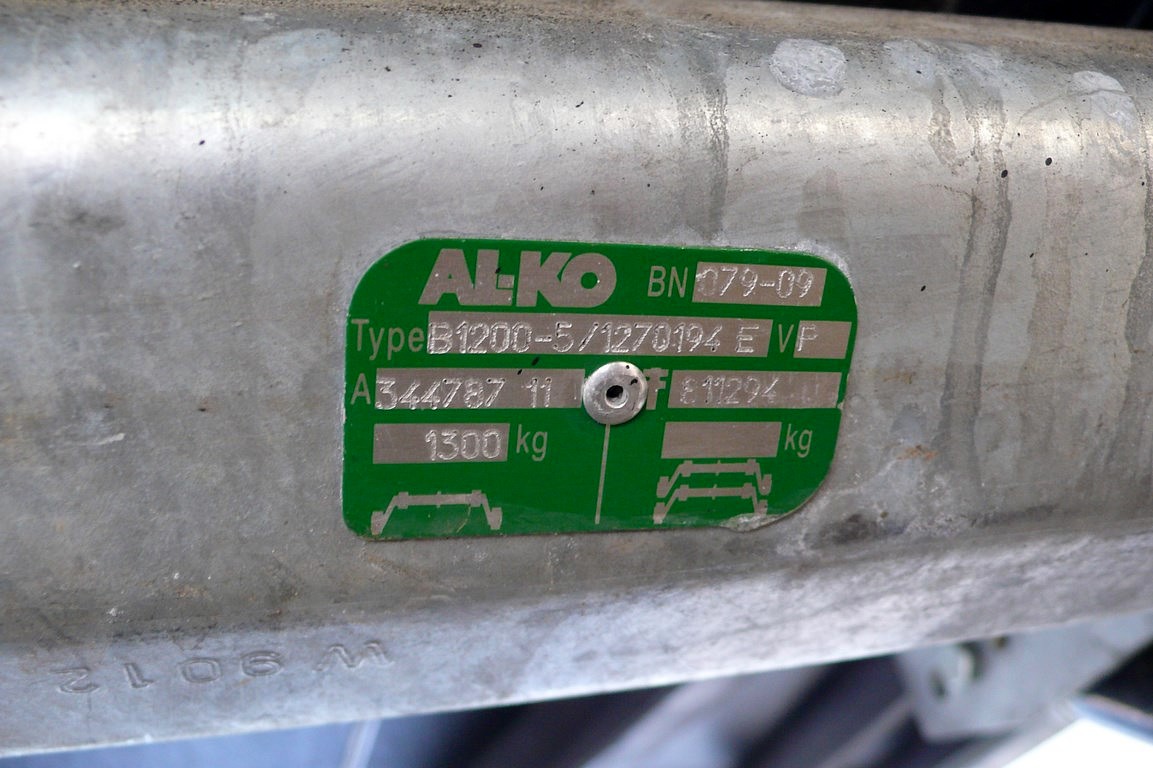 AL-KO BN 079-09
Type B1200-5/1270194 E VP
A 344787 11 F 811294
1300 kg kg
W 9012